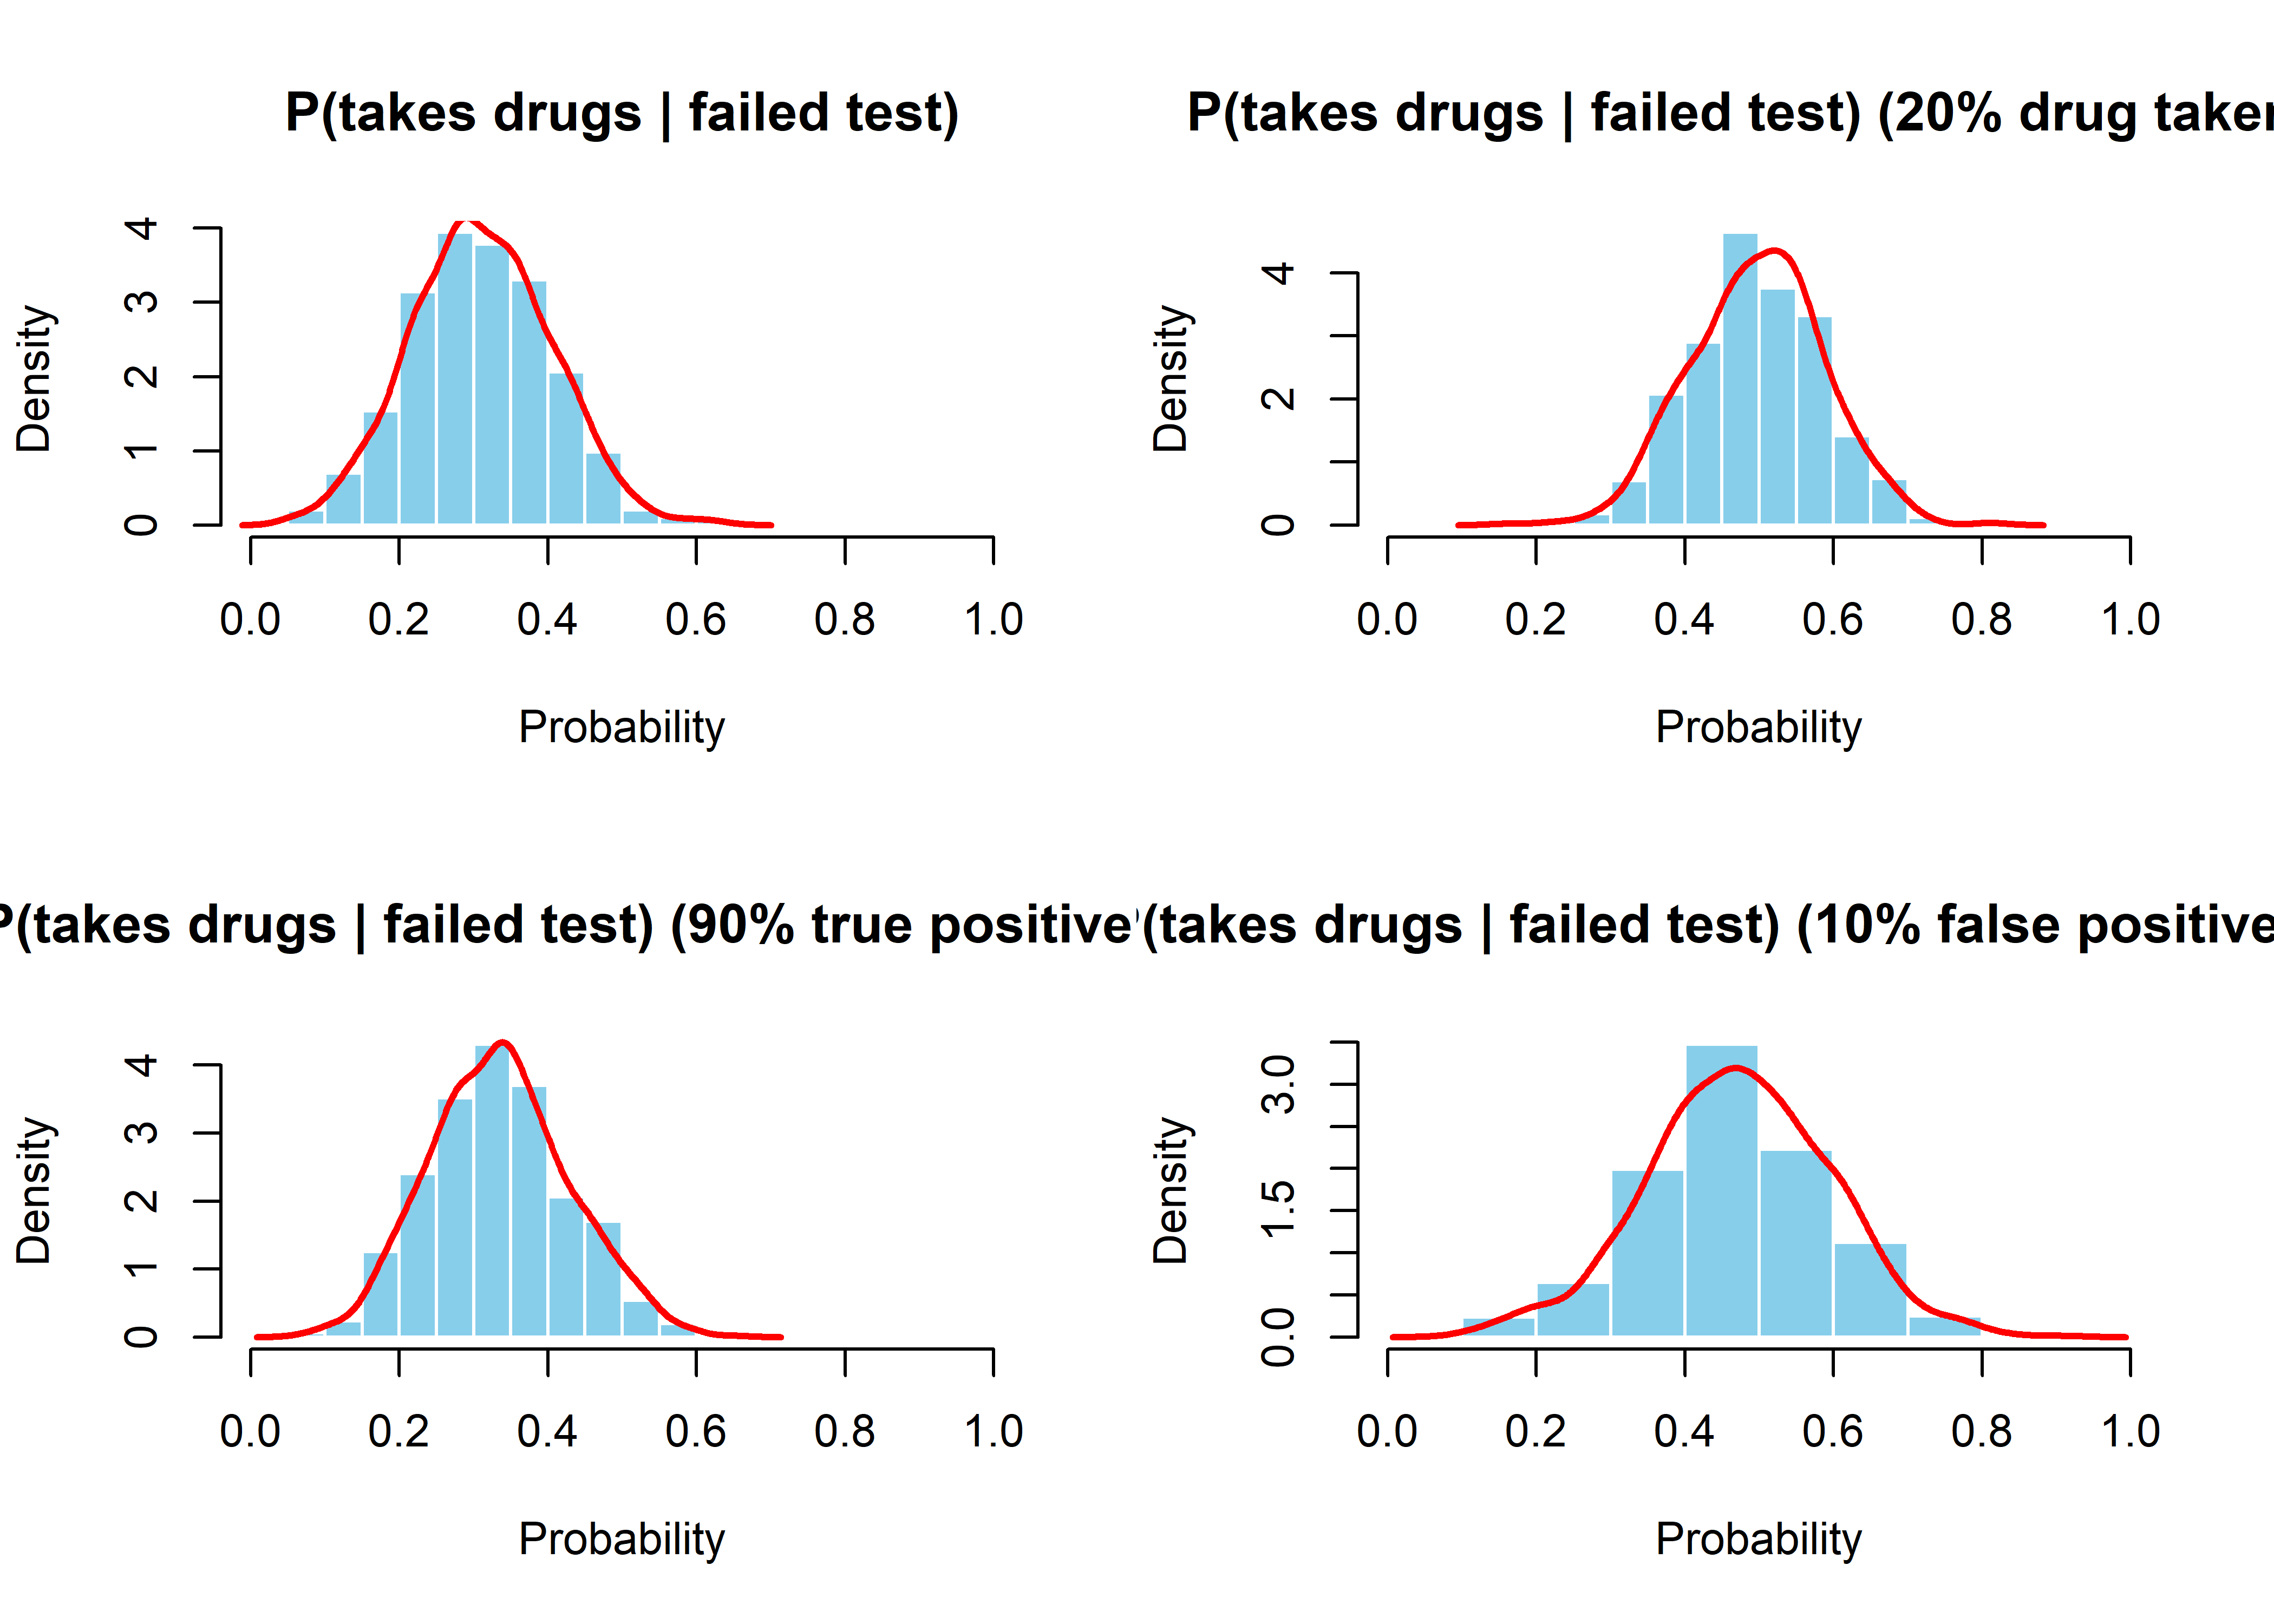 P(takes drugs | failed test)
Density
0 1 2 3 4
0.0 0.2 0.4 0.6 0.8 1.0
Probability
P(takes drugs | failed test) (20% drug taker
Density
0 2 4
0.0 0.2 0.4 0.6 0.8 1.0
Probability
P(takes drugs | failed test) (90% true positive
Density
0 1 2 3 4
0.0 0.2 0.4 0.6 0.8 1.0
Probability
(takes drugs | failed test) (10% false positive
Density
0.0 1.5 3.0
0.0 0.2 0.4 0.6 0.8 1.0
Probability